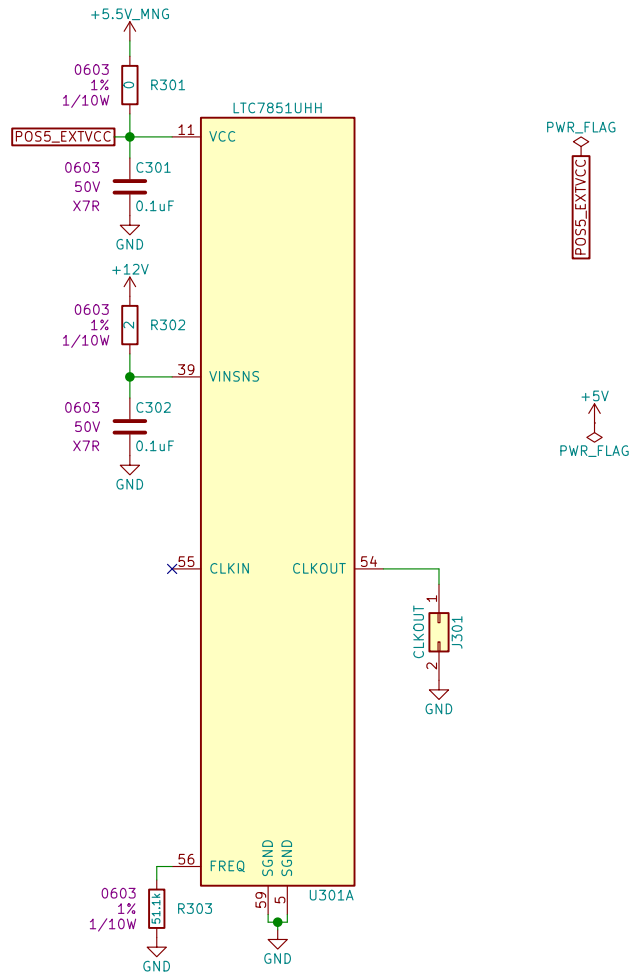 +5.5V_MNG
0603
1%
1/10W
0
R301
LTC7851UHH
POS5_EXTVCC
11
VCC
PWR_FLAG
POS5_EXTVCC
0603
50V
X7R
C301
0.1uF
GND
+12V
0603
1%
1/10W
2
R302
39
VINSNS
0603
50V
X7R
C302
0.1uF
GND
+5V
PWR_FLAG
55
CLKIN
CLKOUT
54
1
CLKOUT
J301
2
GND
56
FREQ
SGND
SGND
59
5
U301A
0603
1%
1/10W
51.1k
R303
GND
GND